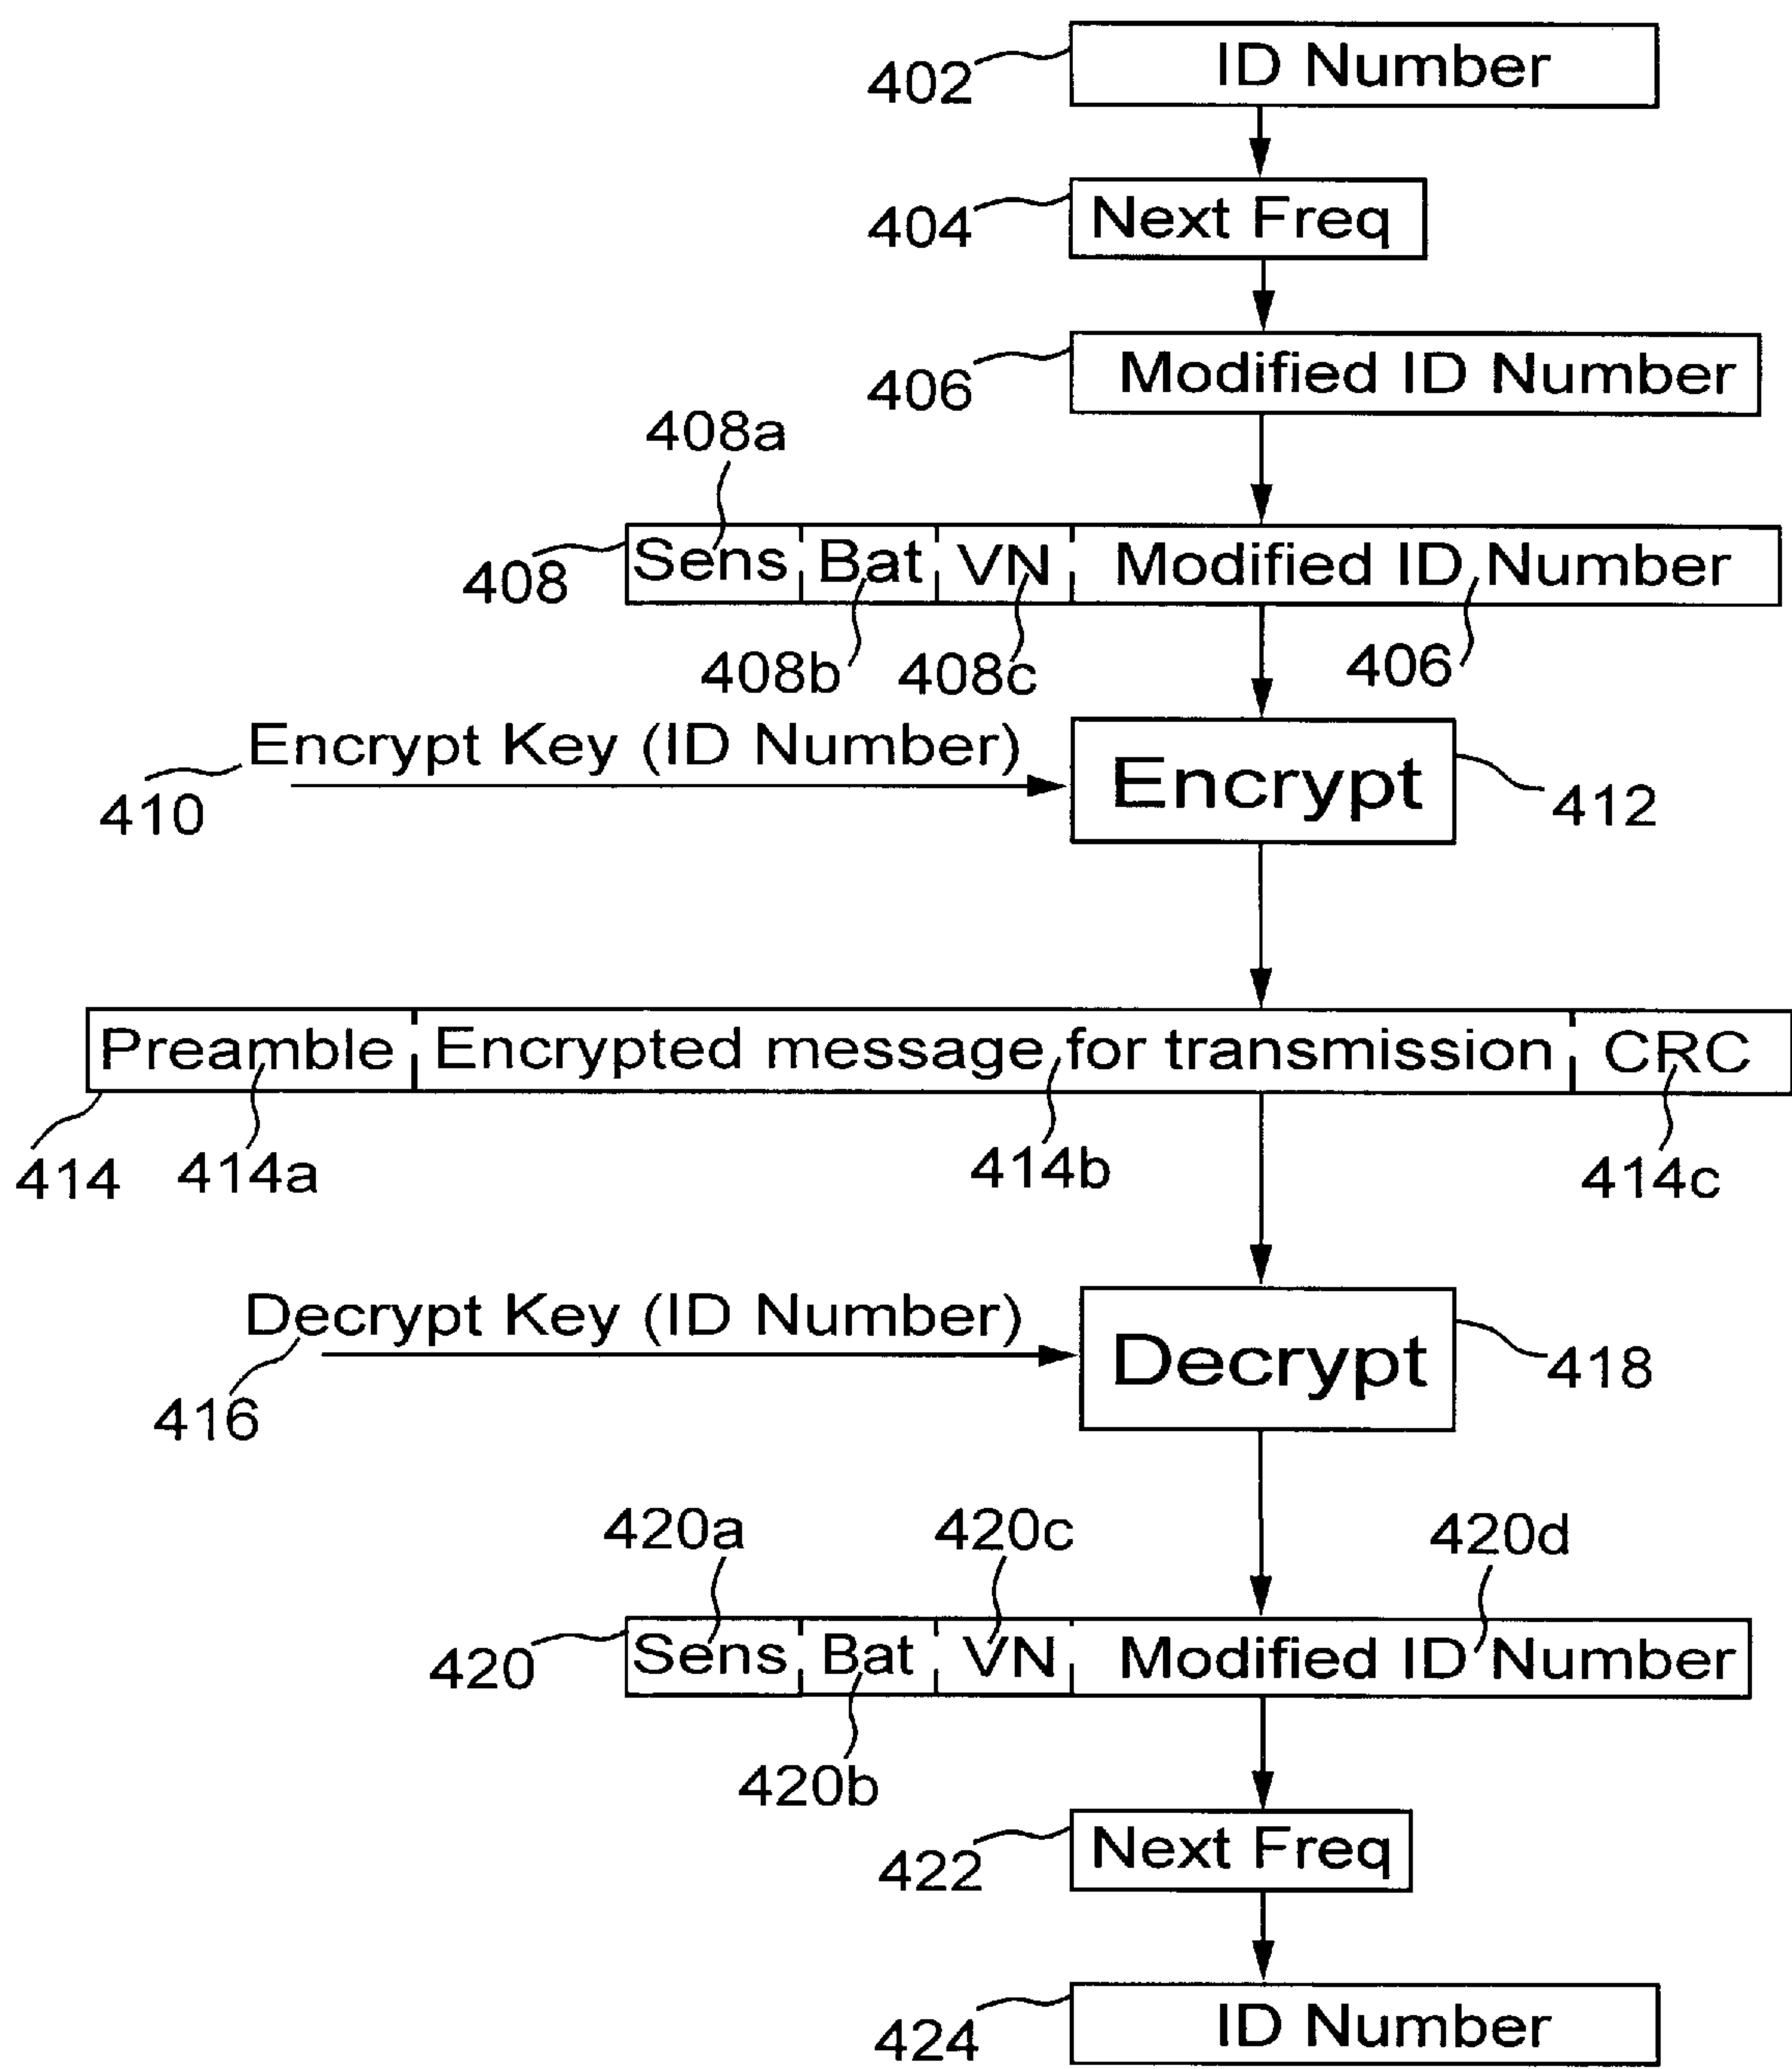 ID Number
402
Next Freq
404
Modified ID Number
406
408a
Sens Bat VN Modified ID Number
408
408b 408c 406
Encrypt Key (ID Number)
410
Encrypt
412
Preamble Encrypted message for transmission CRC
414 414a 414b 414c
Decrypt Key (ID Number)
416
Decrypt
418
420a 420c 420d
Sens Bat VN Modified ID Number
420
420b
Next Freq
422
ID Number
424